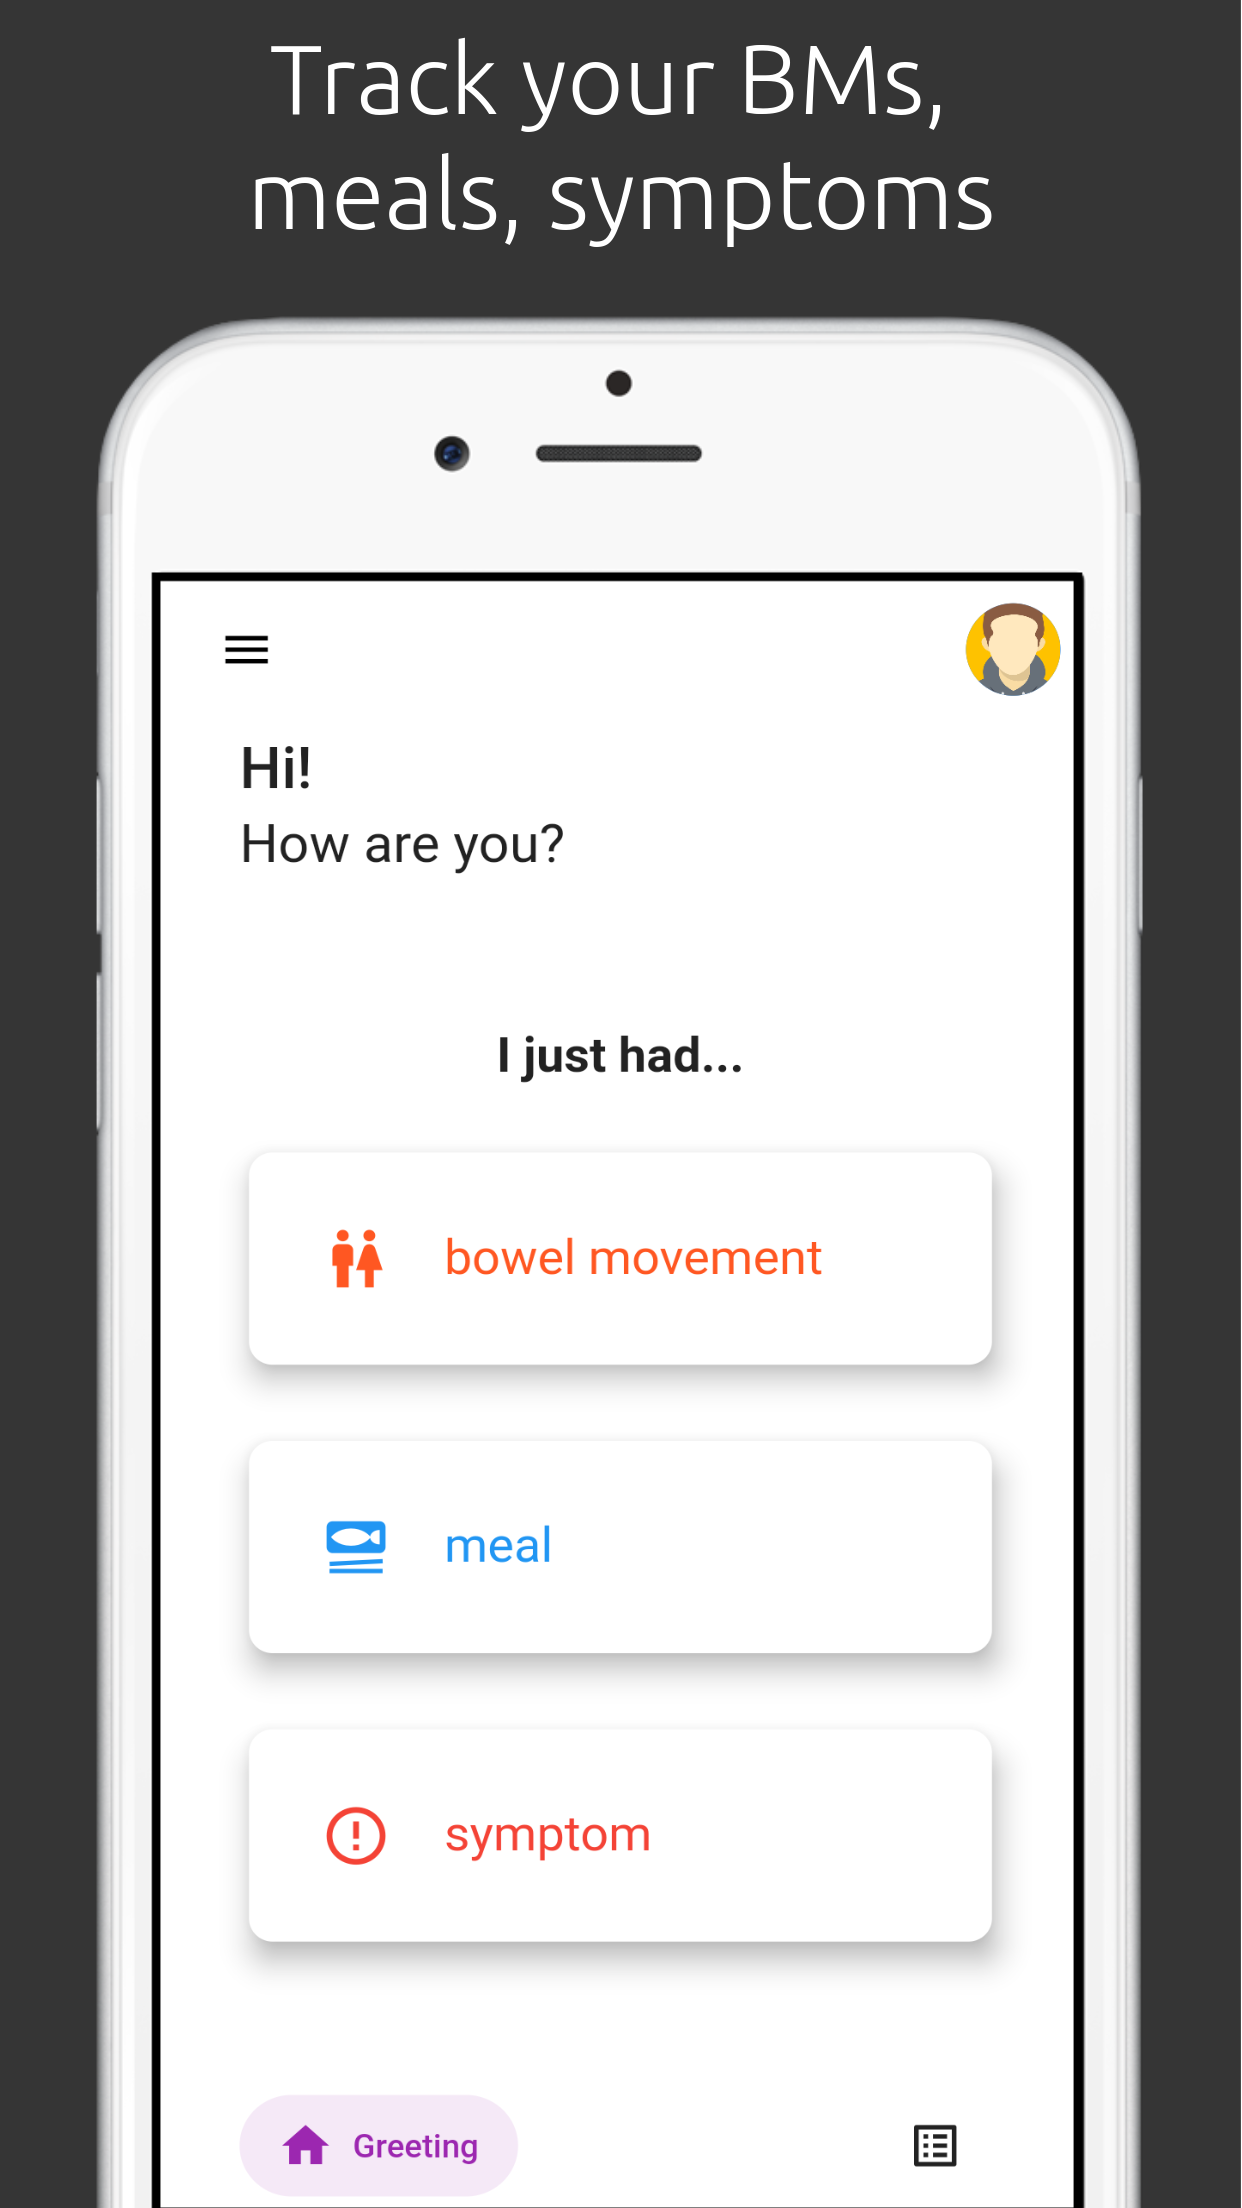 Track your BMs,
meals, symptoms
Hi!
How are you?
I just had...
bowel movement
meal
symptom
Greeting